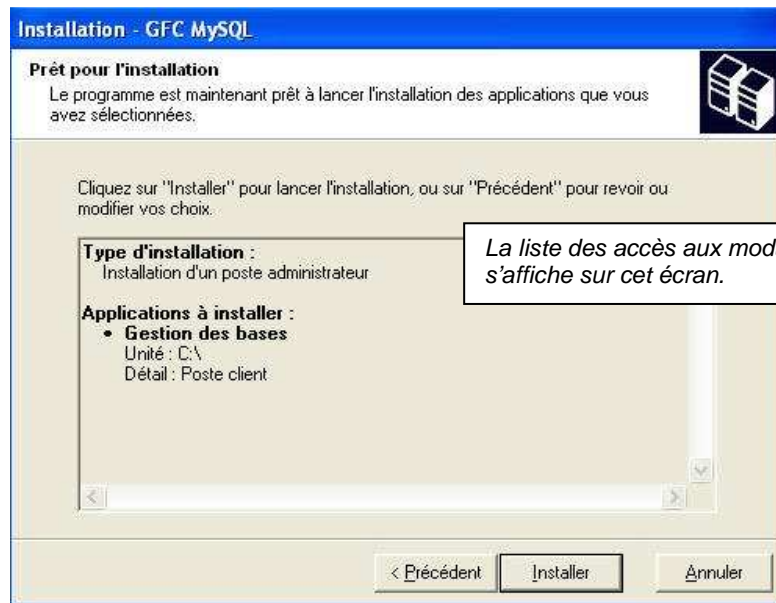 Installation - GFC MySQL
Prêt pour l'installation
Le programme est maintenant prêt à lancer l'installation des applications que vous
avez sélectionnées.
Cliquez sur "Installer" pour lancer l'installation, ou sur "Précédent" pour revoir ou
modifier vos choix.
Type d'installation :
Installation d'un poste administrateur
La liste des accès aux
s'affiche sur cet écran.
Applications à installer :
• Gestion des bases
Unité : C:\
Détail : Poste client
< Précédent
Installer
Annuler